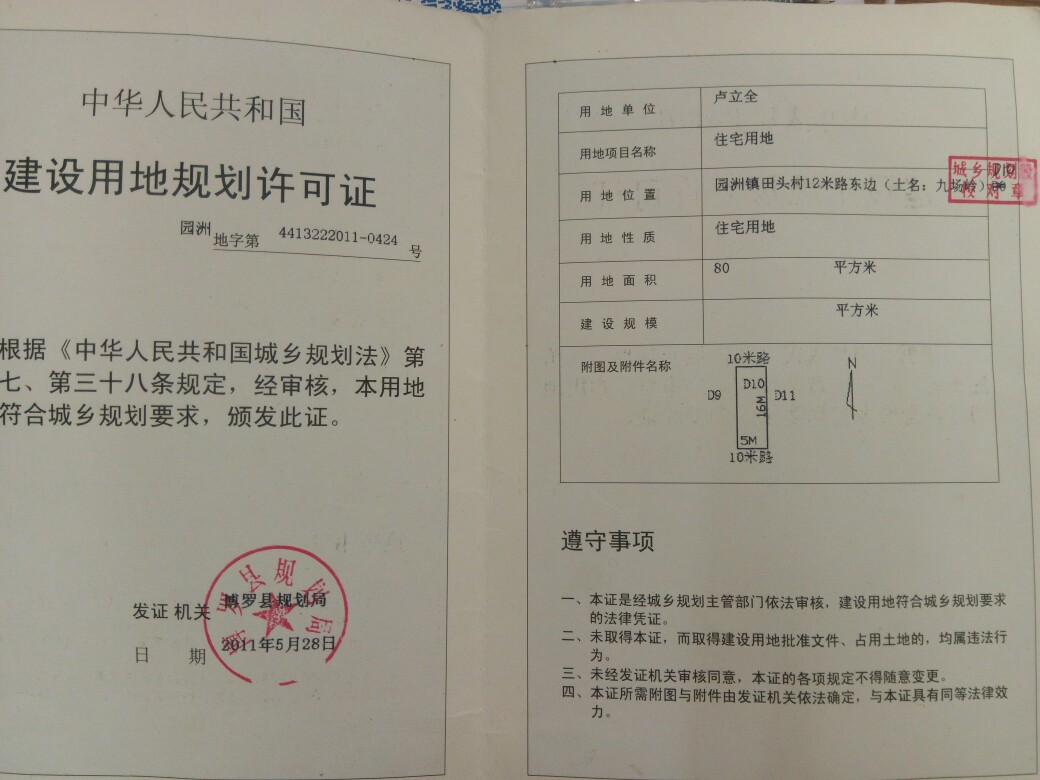 中华人民共和国
建设用地规划许可证
园洲 地字第 4413222011-0424 号
根据《中华人民共和国城乡规划法》第
七、第三十八条规定，经审核，本用地
符合城乡规划要求，颁发此证。
发证机关 博罗县规划局
日 期 2011年5月28日
博罗县规划局
用地单位 卢立全
用地项目名称 住宅用地
用地位置 园洲镇田头村12米路东边（土名：九场岭）
城乡规划
校对章
用地性质 住宅用地
用地面积 80 平方米
建设规模 平方米
附图及附件名称
10米路
N
D9 D10 D11
16M
5M
10米路
遵守事项
一、本证是经城乡规划主管部门依法审核，建设用地符合城乡规划要求
的法律凭证。
二、未取得本证，而取得建设用地批准文件、占用土地的，均属违法行
为。
三、未经发证机关审核同意，本证的各项规定不得随意变更。
四、本证所需附图与附件由发证机关依法确定，与本证具有同等法律效
力。